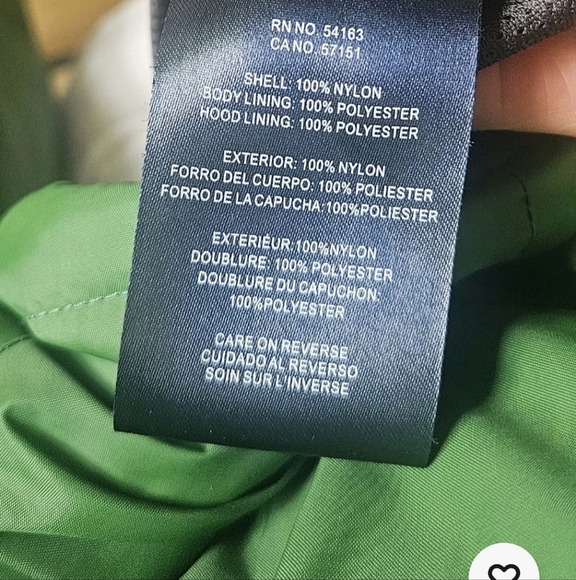 RN NO. 54163
CA NO. 57151
SHELL: 100% NYLON
BODY LINING: 100% POLYESTER
HOOD LINING: 100% POLYESTER
EXTERIOR: 100% NYLON
FORRO DEL CUERPO: 100% POLIESTER
FORRO DE LA CAPUCHA:100%POLIESTER
EXTERIEUR:100%NYLON
DOUBLURE: 100% POLYESTER
DOUBLURE DU CAPUCHON:
100%POLYESTER
CARE ON REVERSE
CUIDADO AL REVERSO
SOIN SUR L'INVERSE